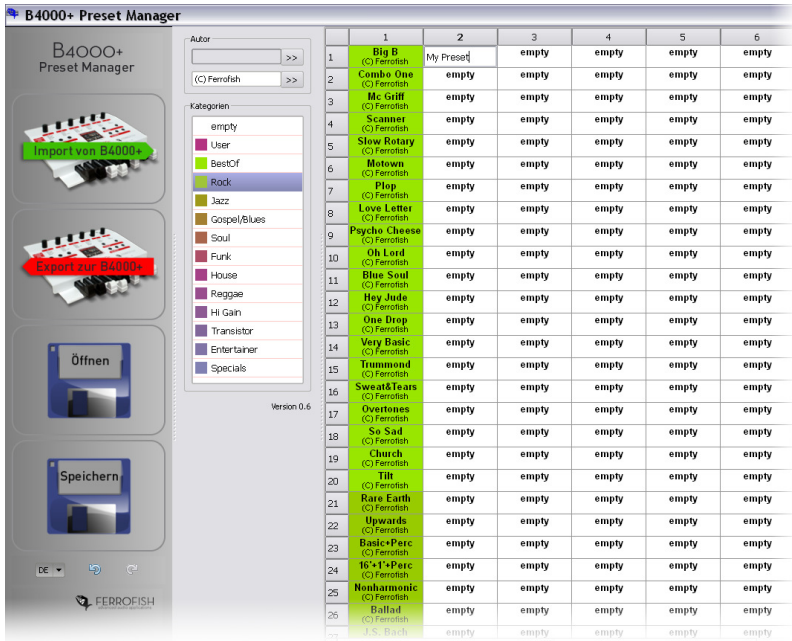 B4000+ Preset Manager
B4000+
Preset Manager
Import von B4000+
Export zur B4000+
Öffnen
Speichern
DE
FERROFISH
Autor
>>
(C) Ferrofish >>
Kategorien
empty
User
BestOf
Rock
Jazz
Gospel/Blues
Soul
Funk
House
Reggae
Hi Gain
Transistor
Entertainer
Specials
Version 0.6
1 2 3 4 5 6
1 Big B My Preset empty empty empty empty
(C) Ferrofish
2 Combo One empty empty empty empty empty
(C) Ferrofish
3 Mc Griff empty empty empty empty empty
(C) Ferrofish
4 Scanner empty empty empty empty empty
(C) Ferrofish
5 Slow Rotary empty empty empty empty empty
(C) Ferrofish
6 Motown empty empty empty empty empty
(C) Ferrofish
7 Plop empty empty empty empty empty
(C) Ferrofish
8 Love Letter empty empty empty empty empty
(C) Ferrofish
9 Psycho Cheese empty empty empty empty empty
(C) Ferrofish
10 Oh Lord empty empty empty empty empty
(C) Ferrofish
11 Blue Soul empty empty empty empty empty
(C) Ferrofish
12 Hey Jude empty empty empty empty empty
(C) Ferrofish
13 One Drop empty empty empty empty empty
(C) Ferrofish
14 Very Basic empty empty empty empty empty
(C) Ferrofish
15 Trummond empty empty empty empty empty
(C) Ferrofish
16 Sweat&Tears empty empty empty empty empty
(C) Ferrofish
17 Overtones empty empty empty empty empty
(C) Ferrofish
18 So Sad empty empty empty empty empty
(C) Ferrofish
19 Church empty empty empty empty empty
(C) Ferrofish
20 Tilt empty empty empty empty empty
(C) Ferrofish
21 Rare Earth empty empty empty empty empty
(C) Ferrofish
22 Upwards empty empty empty empty empty
(C) Ferrofish
23 Basic+Perc empty empty empty empty empty
(C) Ferrofish
24 16'+1'+Perc empty empty empty empty empty
(C) Ferrofish
25 Nonharmonic empty empty empty empty empty
(C) Ferrofish
26 Ballad empty empty empty empty empty
(C) Ferrofish
J.S. Bach empty empty empty empty empty